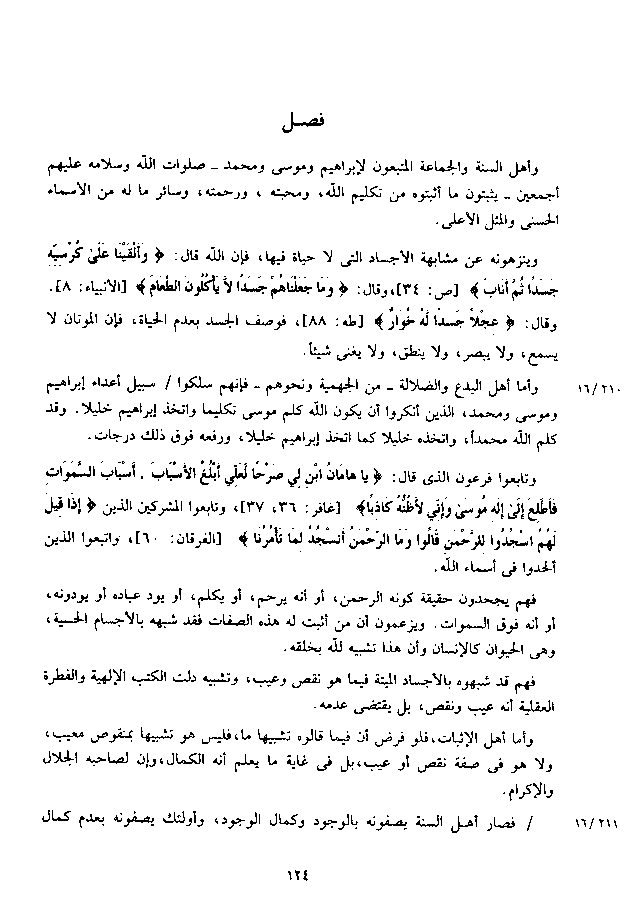 فصل
وأهل السنة والجماعة المتبعون لإبراهيم وموسى ومحمد ــ صلوات الله وسلامه عليهم
أجمعين ــ يثبتون ما أثبتوه من تكليم الله، ومحبته ، ورحمته، وسائر ما له من الأسماء
الحسنى والمثل الأعلى.
وينزهونه عن مشابهة الأجساد التى لا حياة فيها، فإن الله قال: ﴿ وَأَلْقَيْنَا عَلَىٰ كُرْسِيِّهِ
جَسَدًا ثُمَّ أَنَابَ ﴾ [ص: ٣٤]، وقال: ﴿ وَمَا جَعَلْنَاهُمْ جَسَدًا لاَّ يَأْكُلُونَ الطَّعَامَ ﴾ [الأنبياء: ٨].
وقال: ﴿ عِجْلاً جَسَدًا لَهُ خُوَارٌ ﴾ [طه: ٨٨]، فوصف الجسد بعدم الحياة، فإن الموتان لا
يسمع، ولا يبصر، ولا ينطق، ولا يغنى شيئاً.
١٦/٢١٠ وأما أهل البدع والضلالة ــ من الجهمية ونحوهم ــ فإنهم سلكوا / سبيل أعداء إبراهيم
وموسى ومحمد، الذين أنكروا أن يكون الله كلم موسى تكليما واتخذ إبراهيم خليلا. وقد
كلم الله محمداً، واتخذه خليلا كما اتخذ إبراهيم خليلا، ورفعه فوق ذلك درجات.
وتابعوا فرعون الذى قال: ﴿ يَا هَامَانُ ابْنِ لِي صَرْحًا لَّعَلِّي أَبْلُغُ الأَسْبَابَ . أَسْبَابَ السَّمَوَاتِ
فَأَطَّلِعَ إِلَىٰ إِلَهِ مُوسَىٰ وَإِنِّي لأَظُنُّهُ كَاذِبًا﴾ [غافر: ٣٦، ٣٧]، وتابعوا المشركين الذين ﴿ إِذَا قِيلَ
لَهُمُ اسْجُدُوا لِلرَّحْمَنِ قَالُوا وَمَا الرَّحْمَنُ أَنَسْجُدُ لِمَا تَأْمُرُنَا ﴾ [الفرقان: ٦٠]، واتبعوا الذين
ألحدوا فى أسماء الله.
فهم يجحدون حقيقة كونه الرحمن، أو أنه يرحم، أو يكلم، أو يود عباده أو يودونه،
أو أنه فوق السموات. ويزعمون أن من أثبت له هذه الصفات فقد شبهه بالأجسام الحسية،
وهى الحيوان كالإنسان وأن هذا تشبيه لله بخلقه.
فهم قد شبهوه بالأجساد الميتة فيما هو نقص وعيب، وتشبيه دلت الكتب الإلهية والفطرة
العقلية أنه عيب ونقص، بل يقتضى عدمه.
وأما أهل الإثبات، فلو فرض أن فيما قالوه تشبيها ما، فليس هو تشبيها بمنقوص معيب،
ولا هو فى صفة نقص أو عيب، بل فى غاية ما يعلم أنه الكمال، وإن لصاحبه الجلال
والإكرام.
١٦/٢١١ / فصار أهل السنة يصفونه بالوجود وكمال الوجود، وأولئك يصفونه بعدم كمال
١٢٤